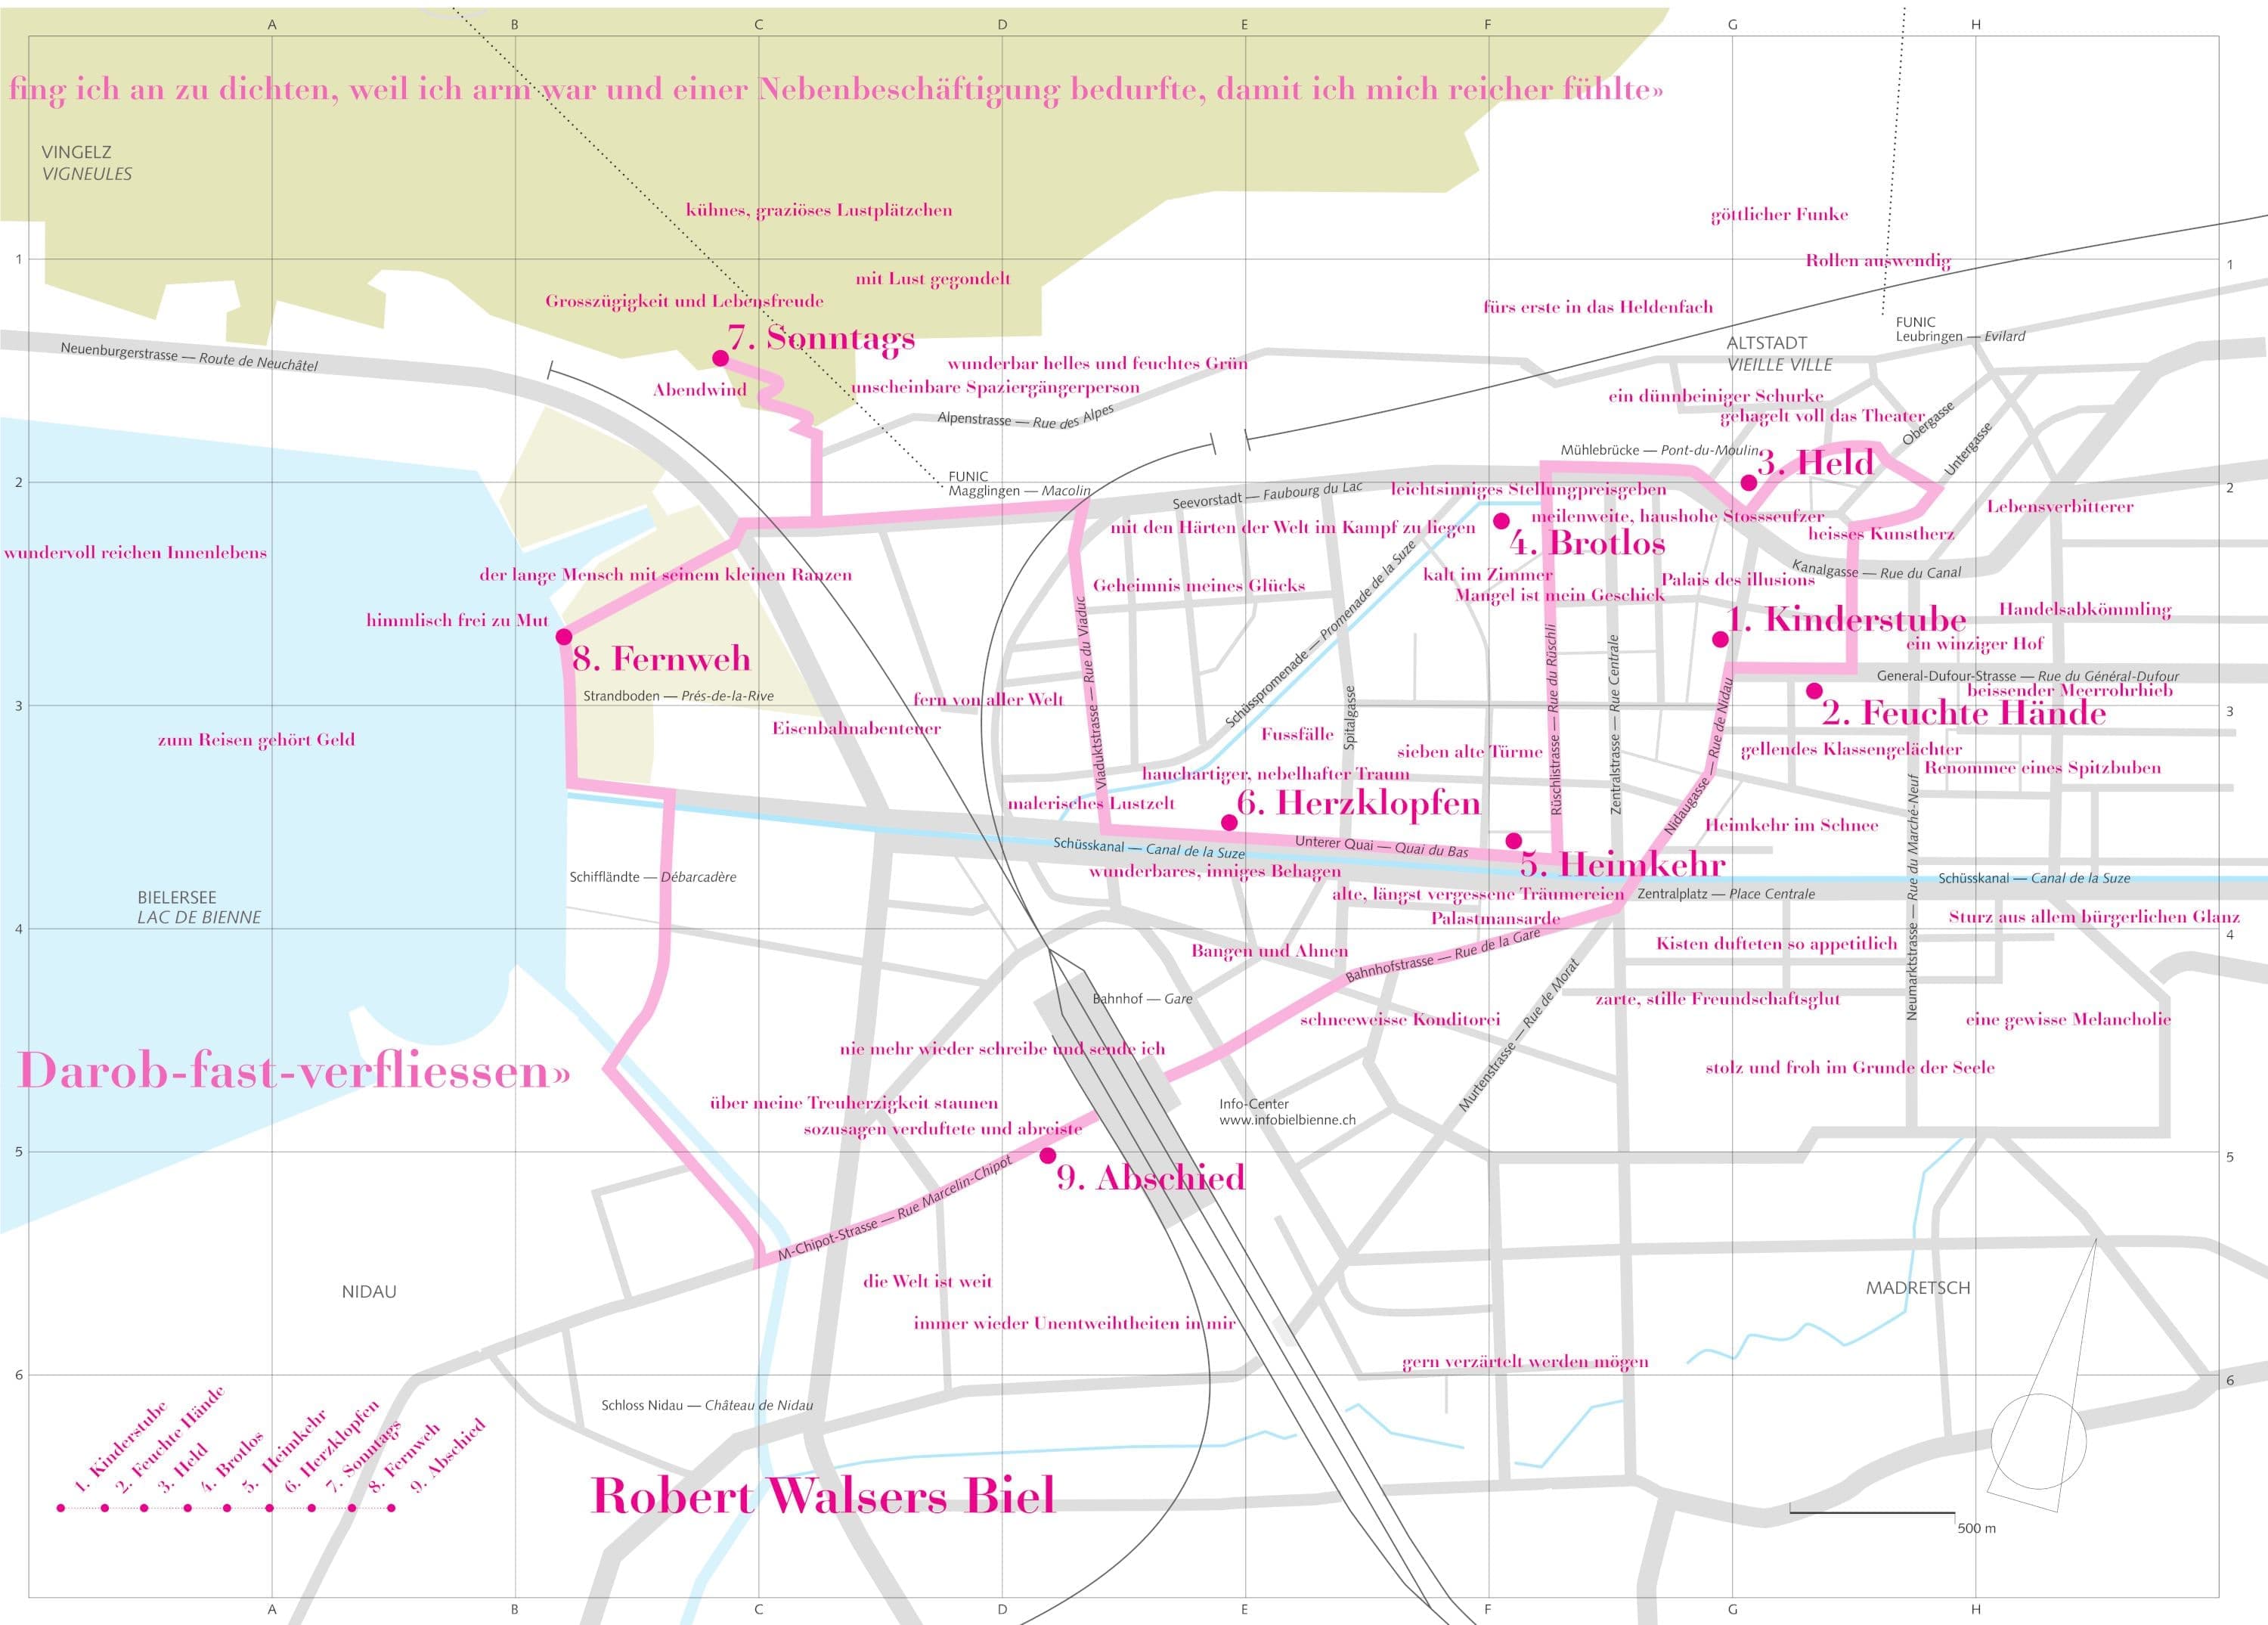 A B C D E F G H
fing ich an zu dichten, weil ich arm war und einer Nebenbeschäftigung bedurfte, damit ich mich reicher fühlte»
VINGELZ
VIGNEULES
kühnes, graziöses Lustplätzchen
göttlicher Funke
1
Rollen auswendig
1
mit Lust gegondelt
Grosszügigkeit und Lebensfreude
fürs erste in das Heldenfach
FUNIC
Leubringen — Evilard
7. Sonntags
ALTSTADT
VIEILLE VILLE
Neuenburgerstrasse — Route de Neuchâtel
wunderbar helles und feuchtes Grün
Abendwind
unscheinbare Spaziergängerperson
ein dünnbeiniger Schurke
gehagelt voll das Theater
Alpenstrasse — Rue des Alpes
Obergasse
Untergasse
Mühlebrücke — Pont-du-Moulin
3. Held
FUNIC
Magglingen — Macolin
2
2
Seevorstadt — Faubourg du Lac
leichtsinniges Stellungpreisgeben
Lebensverbitterer
mit den Härten der Welt im Kampf zu liegen
meilenweite, haushohe Stossseufzer
heisses Kunstherz
4. Brotlos
wundervoll reichen Innenlebens
der lange Mensch mit seinem kleinen Ranzen
Geheimnis meines Glücks
kalt im Zimmer
Palais des illusions
Kanalgasse — Rue du Canal
Mangel ist mein Geschick
himmlisch frei zu Mut
Handelsabkömmling
1. Kinderstube
ein winziger Hof
8. Fernweh
Schüsspromenade — Promenade de la Suze
Viaduktstrasse — Rue du Viaduc
Spitalgasse
Rüschlistrasse — Rue du Rüschli
Zentralstrasse — Rue Centrale
Nidaugasse — Rue de Nidau
General-Dufour-Strasse — Rue du Général-Dufour
Strandboden — Prés-de-la-Rive
fern von aller Welt
beissender Meerrohrhieb
3
3
2. Feuchte Hände
Eisenbahnabenteuer
Fussfälle
zum Reisen gehört Geld
sieben alte Türme
gellendes Klassengelächter
hauchartiger, nebelhafter Traum
Renommee eines Spitzbuben
malerisches Lustzelt
6. Herzklopfen
Heimkehr im Schnee
Schüsskanal — Canal de la Suze
Unterer Quai — Quai du Bas
5. Heimkehr
Neumarktstrasse — Rue du Marché-Neuf
Schifflände — Débarcadère
wunderbares, inniges Behagen
Schüsskanal — Canal de la Suze
BIELERSEE
LAC DE BIENNE
alte, längst vergessene Träumereien
Zentralplatz — Place Centrale
Palastmansarde
Sturz aus allem bürgerlichen Glanz
4
4
Bangen und Ahnen
Bahnhofstrasse — Rue de la Gare
Kisten dufteten so appetitlich
Bahnhof — Gare
Murtenstrasse — Rue de Morat
zarte, stille Freundschaftsglut
schneeweisse Konditorei
eine gewisse Melancholie
nie mehr wieder schreibe und sende ich
Darob-fast-verfliessen»
stolz und froh im Grunde der Seele
über meine Treuherzigkeit staunen
Info-Center
www.infobielbienne.ch
sozusagen verduftete und abreiste
5
5
9. Abschied
M-Chipot-Strasse — Rue Marcelin-Chipot
die Welt ist weit
NIDAU
MADRETSCH
immer wieder Unentweihtheiten in mir
gern verzärtelt werden mögen
6
6
Schloss Nidau — Château de Nidau
1. Kinderstube
2. Feuchte Hände
3. Held
4. Brotlos
5. Heimkehr
6. Herzklopfen
7. Sonntags
8. Fernweh
9. Abschied
Robert Walsers Biel
500 m
A B C D E F G H